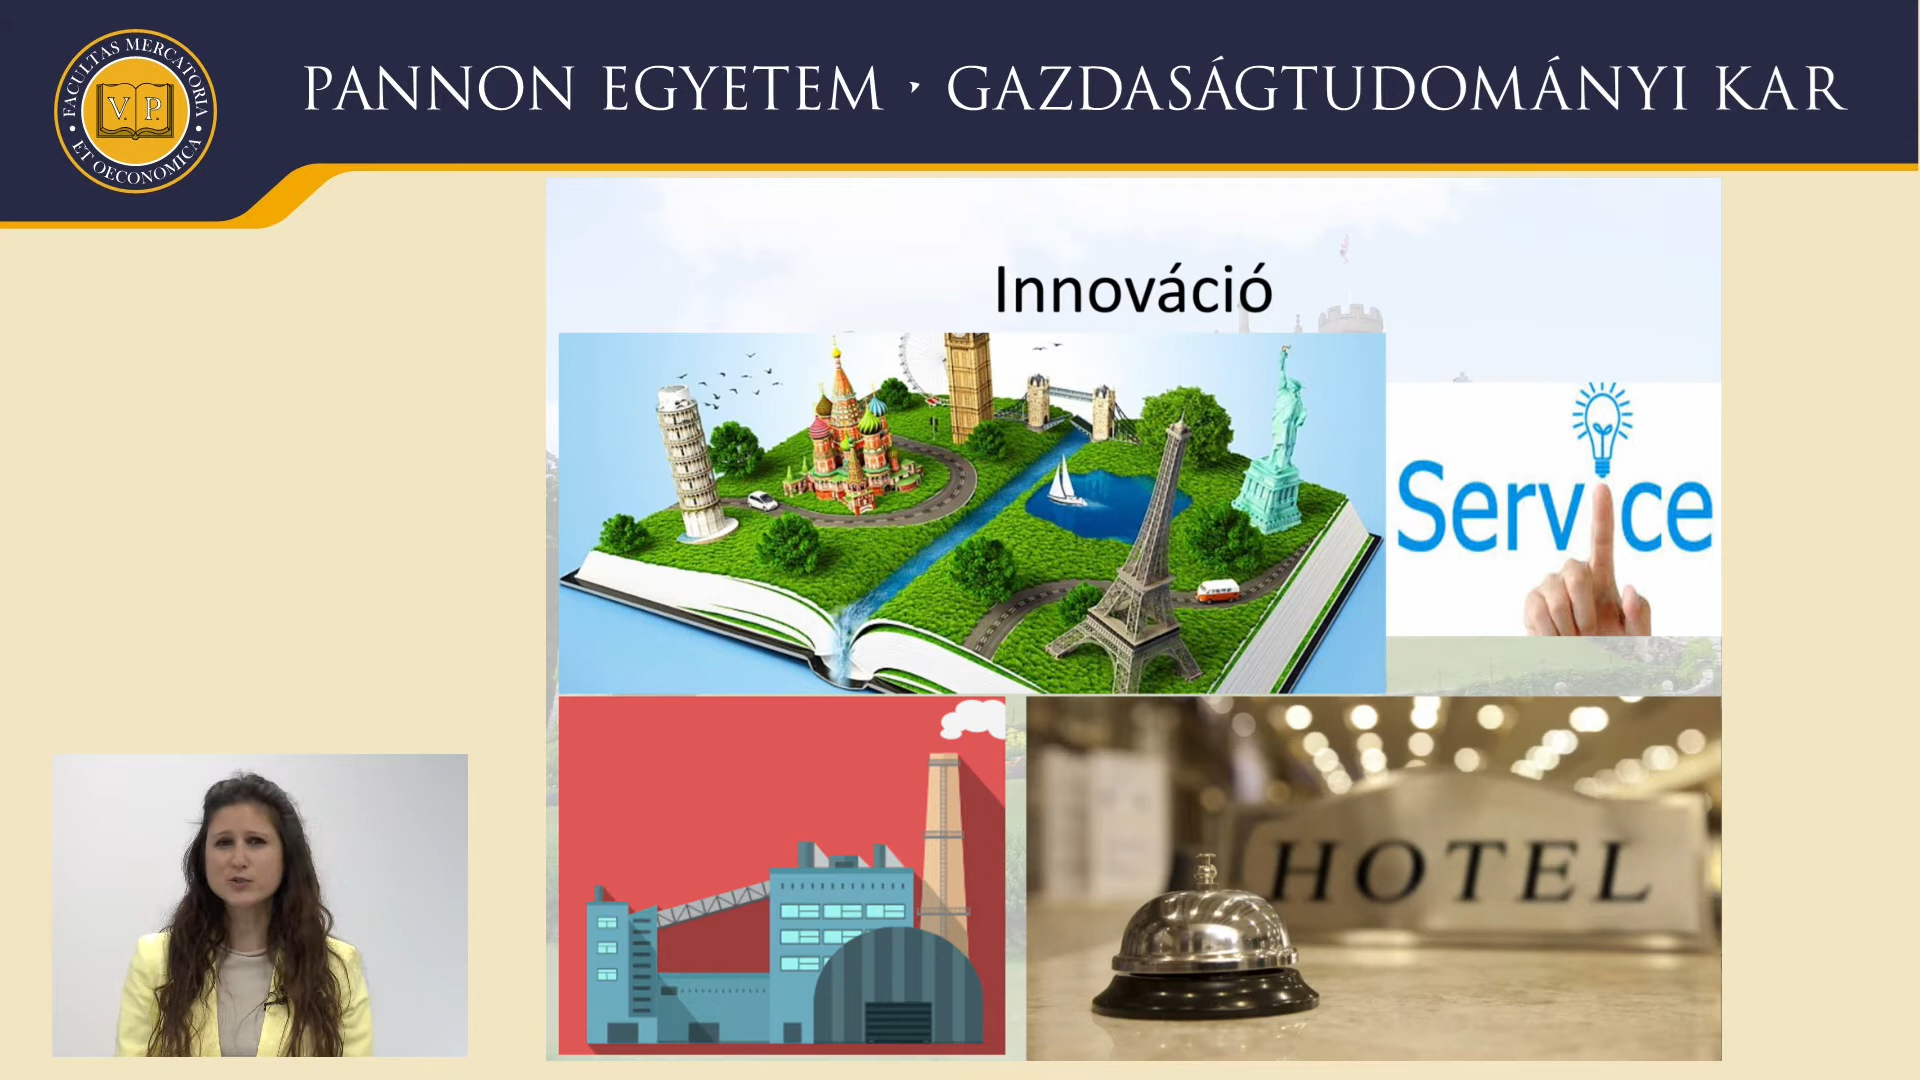 FACULTAS MERCATORIA
ET OECONOMICA
V. P.
PANNON EGYETEM · GAZDASÁGTUDOMÁNYI KAR
Innováció
Service
HOTEL